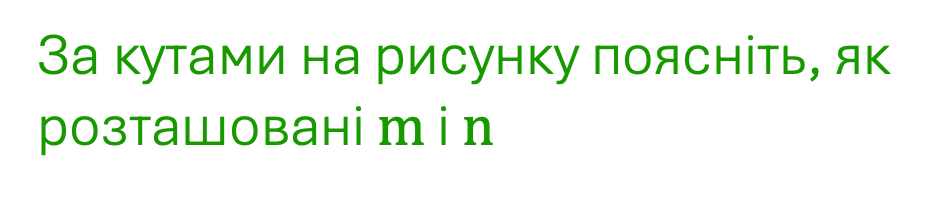 За кутами на рисунку поясніть, як
розташовані m і n